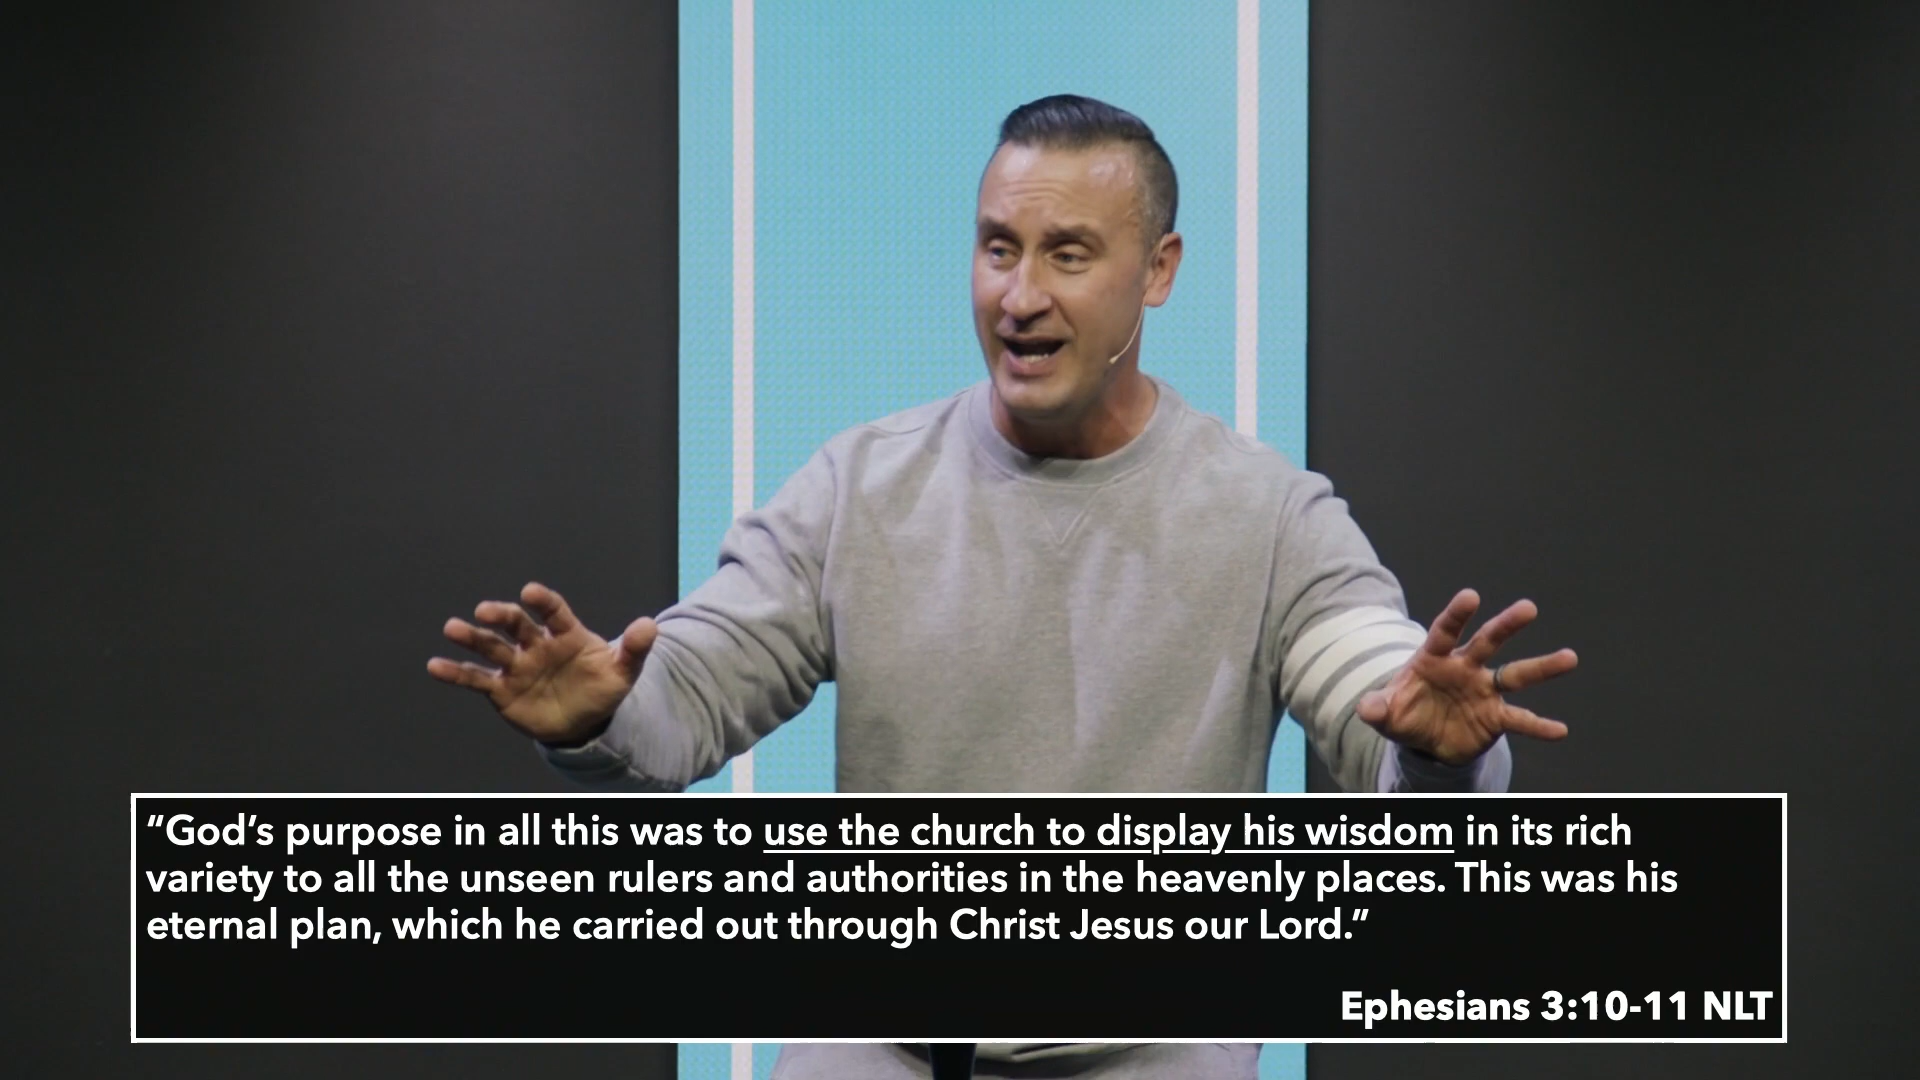 “God’s purpose in all this was to use the church to display his wisdom in its rich
variety to all the unseen rulers and authorities in the heavenly places. This was his
eternal plan, which he carried out through Christ Jesus our Lord.”
Ephesians 3:10-11 NLT